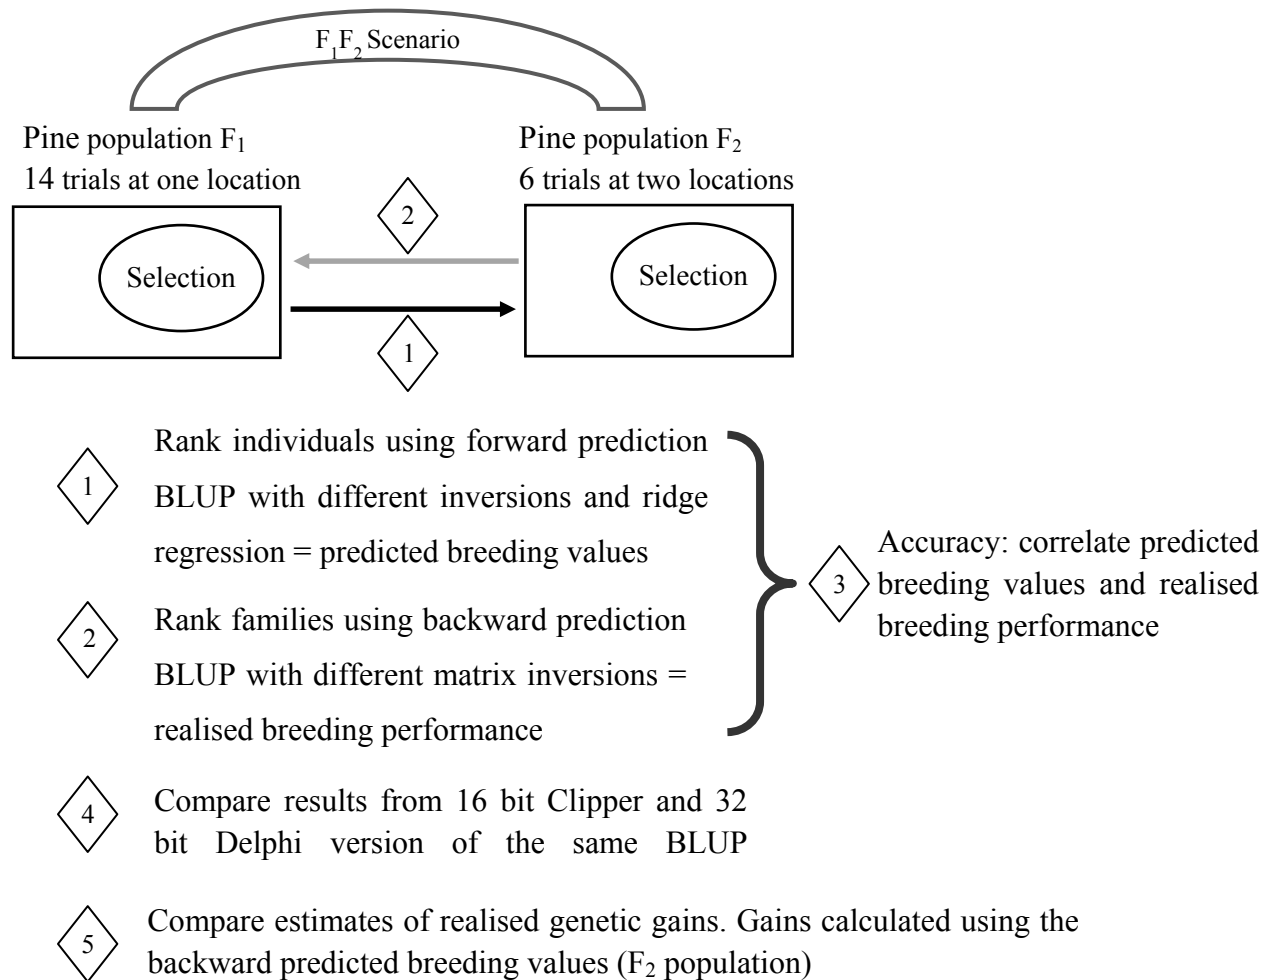 F₁F₂ Scenario
Pine population F₁
14 trials at one location
Pine population F₂
6 trials at two locations
2
Selection
Selection
1
1
Rank individuals using forward prediction
BLUP with different inversions and ridge
regression = predicted breeding values
2
Rank families using backward prediction
BLUP with different matrix inversions =
realised breeding performance
3
Accuracy: correlate predicted
breeding values and realised
breeding performance
4
Compare results from 16 bit Clipper and 32
bit Delphi version of the same BLUP
5
Compare estimates of realised genetic gains. Gains calculated using the
backward predicted breeding values (F₂ population)